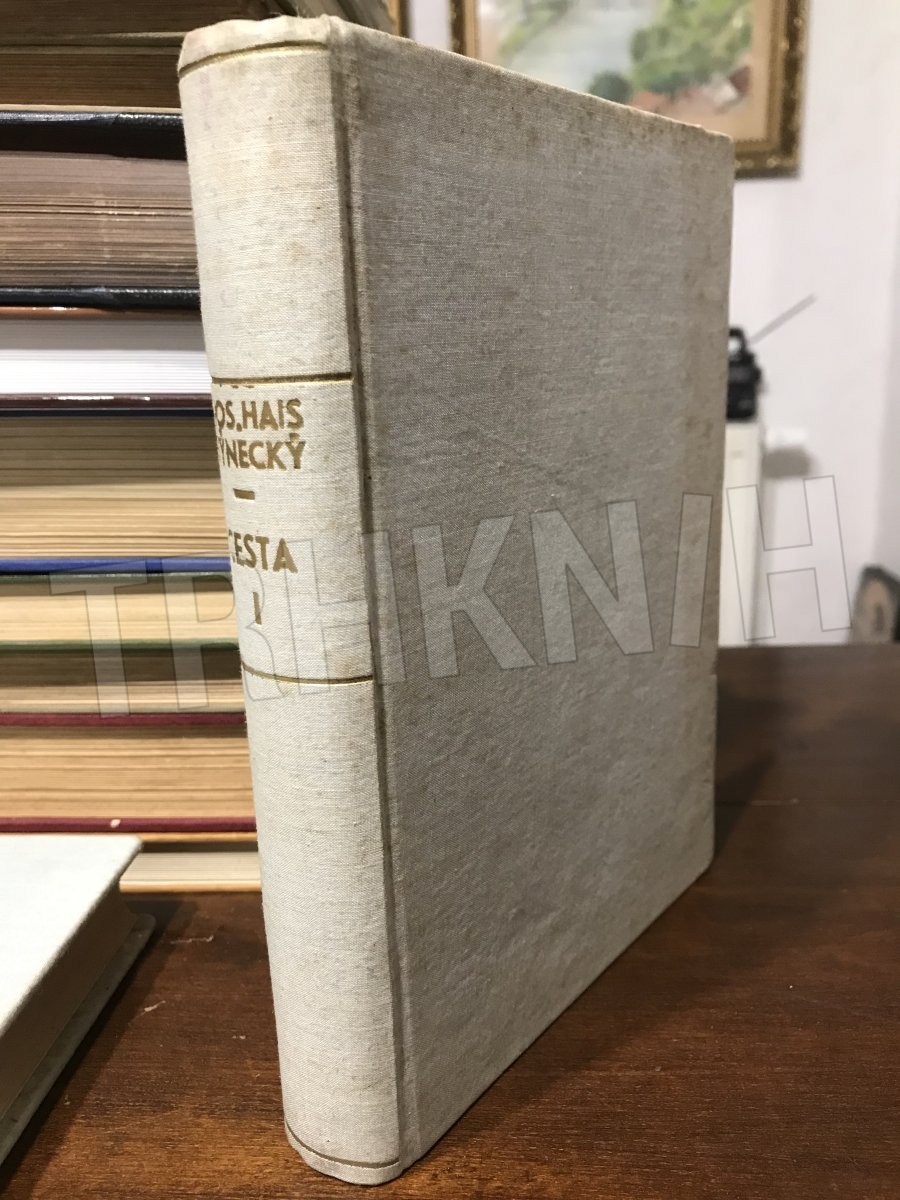 OS. HAIS
ÝNECKÝ
CESTA
I
TRHKNIH